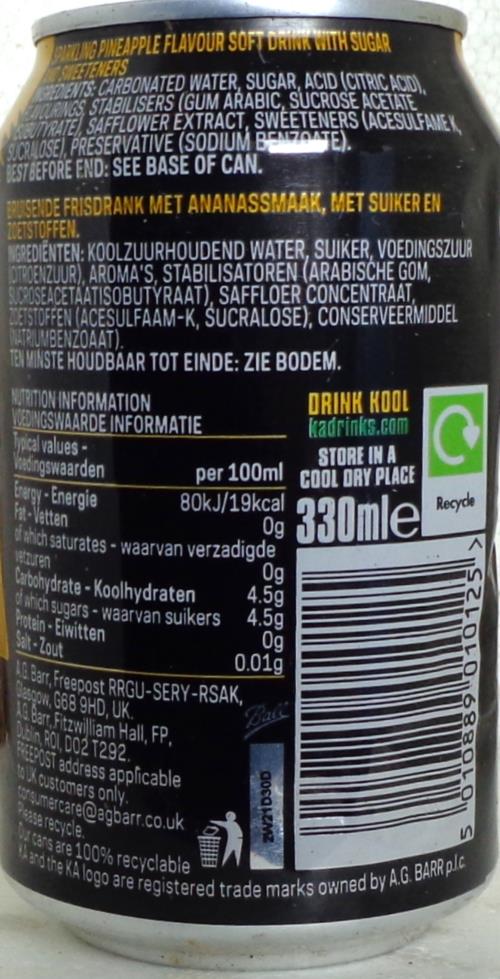 SPARKLING PINEAPPLE FLAVOUR SOFT DRINK WITH SUGAR
SWEETENERS
INGREDIENTS: CARBONATED WATER, SUGAR, ACID (CITRIC ACID),
FLAVOURINGS, STABILISERS (GUM ARABIC, SUCROSE ACETATE
ISOBUTYRATE), SAFFLOWER EXTRACT, SWEETENERS (ACESULFAME K,
SUCRALOSE), PRESERVATIVE (SODIUM BENZOATE).
BEST BEFORE END: SEE BASE OF CAN.
BRUISENDE FRISDRANK MET ANANASSMAAK, MET SUIKER EN
ZOETSTOFFEN.
INGREDIËNTEN: KOOLZUURHOUDEND WATER, SUIKER, VOEDINGSZUUR
(CITROENZUUR), AROMA'S, STABILISATOREN (ARABISCHE GOM,
SUCROSEACETAATISOBUTYRAAT), SAFFLOER CONCENTRAAT,
ZOETSTOFFEN (ACESULFAAM-K, SUCRALOSE), CONSERVEERMIDDEL
(NATRIUMBENZOAAT).
TEN MINSTE HOUDBAAR TOT EINDE: ZIE BODEM.
NUTRITION INFORMATION
VOEDINGSWAARDE INFORMATIE
Typical values -
Voedingswaarden per 100ml
Energy - Energie 80kJ/19kcal
Fat - Vetten 0g
of which saturates - waarvan verzadigde
vetzuren 0g
Carbohydrate - Koolhydraten 4.5g
of which sugars - waarvan suikers 4.5g
Protein - Eiwitten 0g
Salt - Zout 0.01g
DRINK KOOL
kadrinks.com
STORE IN A
COOL DRY PLACE
330mle
Recycle
A.G. Barr, Freepost RRGU-SERY-RSAK,
Glasgow, G68 9HD, UK.
A.G. Barr, Fitzwilliam Hall, FP,
Dublin, ROI, D02 T292.
FREEPOST address applicable
to UK customers only.
consumercare@agbarr.co.uk
Please recycle.
Our cans are 100% recyclable
KA and the KA logo are registered trade marks owned by A.G. BARR p.l.c.
Ball
2W21D30D
5 010889 010125 >